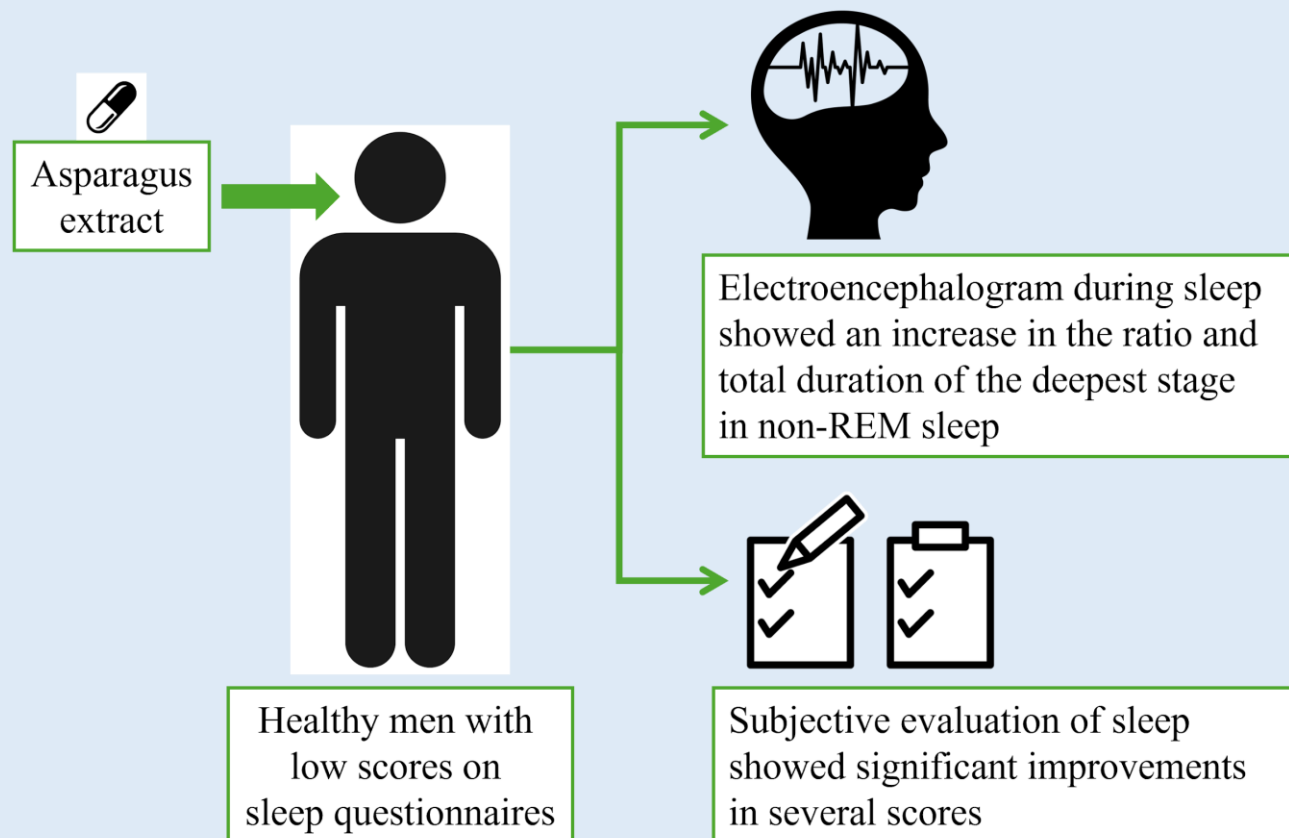 Asparagus
extract
Healthy men with
low scores on
sleep questionnaires
Electroencephalogram during sleep
showed an increase in the ratio and
total duration of the deepest stage
in non-REM sleep
Subjective evaluation of sleep
showed significant improvements
in several scores